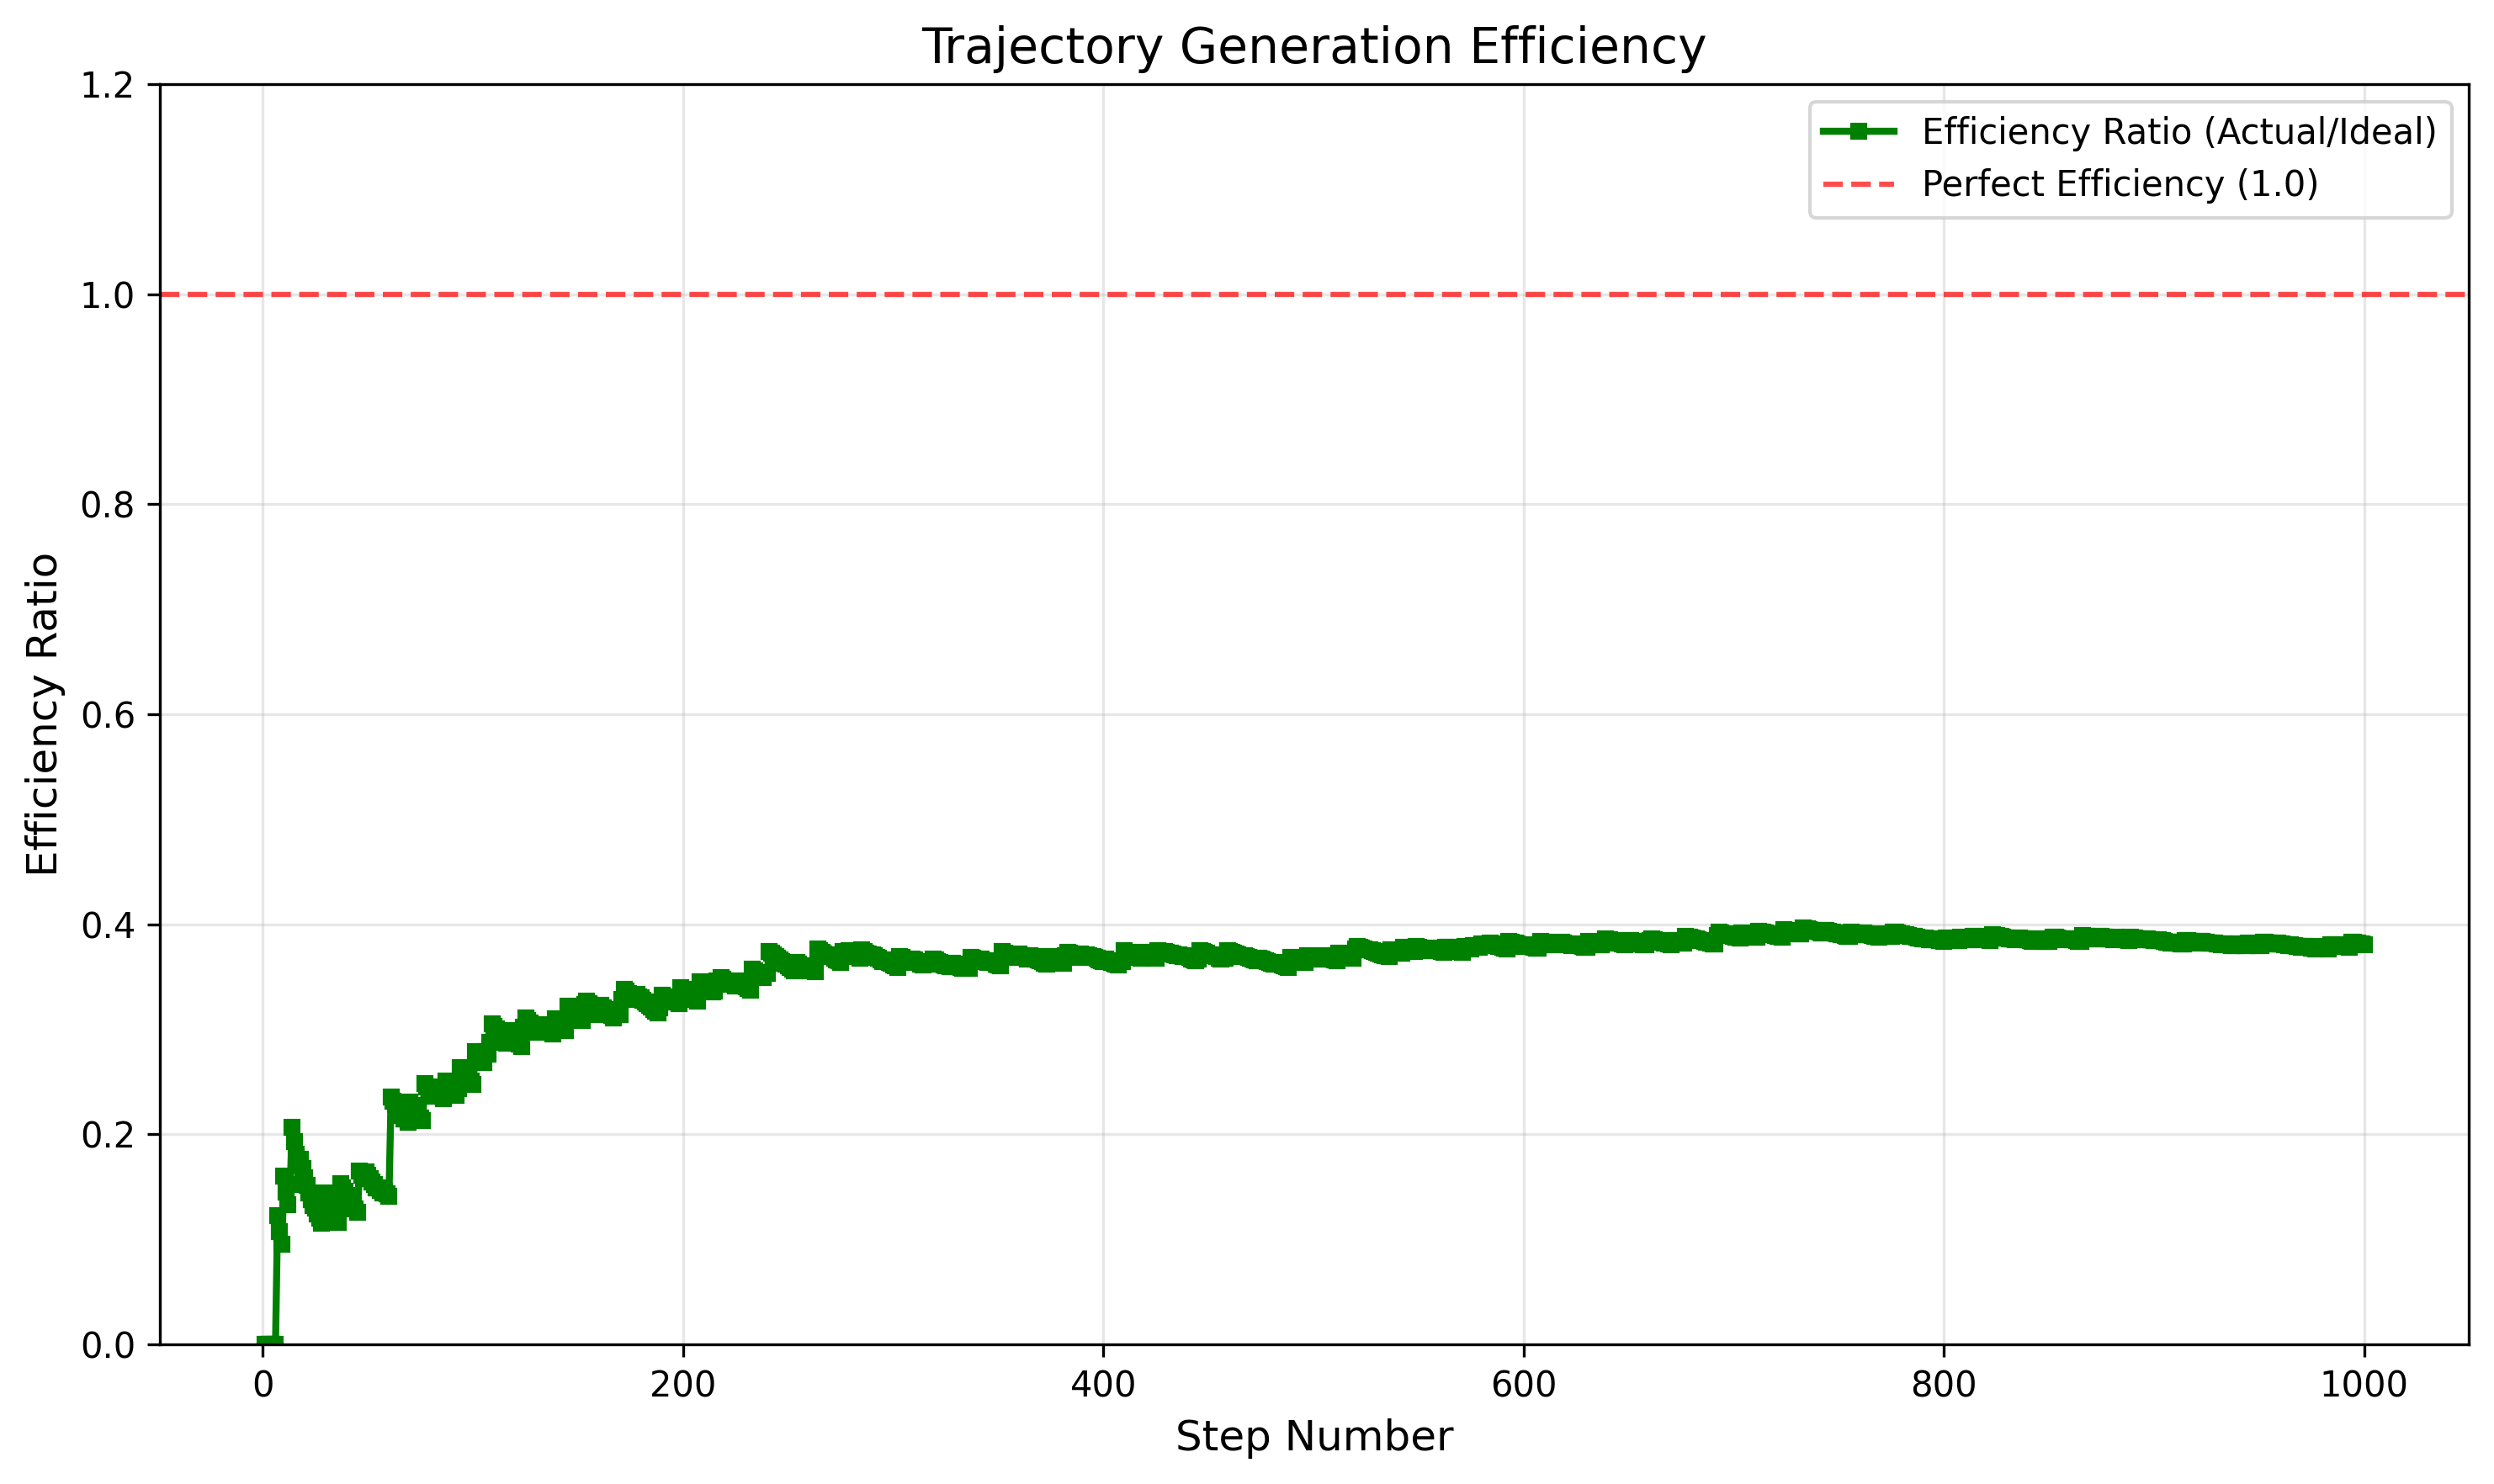 Trajectory Generation Efficiency
Efficiency Ratio (Actual/Ideal)
Perfect Efficiency (1.0)
1.2
1.0
0.8
0.6
0.4
0.2
0.0
Efficiency Ratio
0 200 400 600 800 1000
Step Number